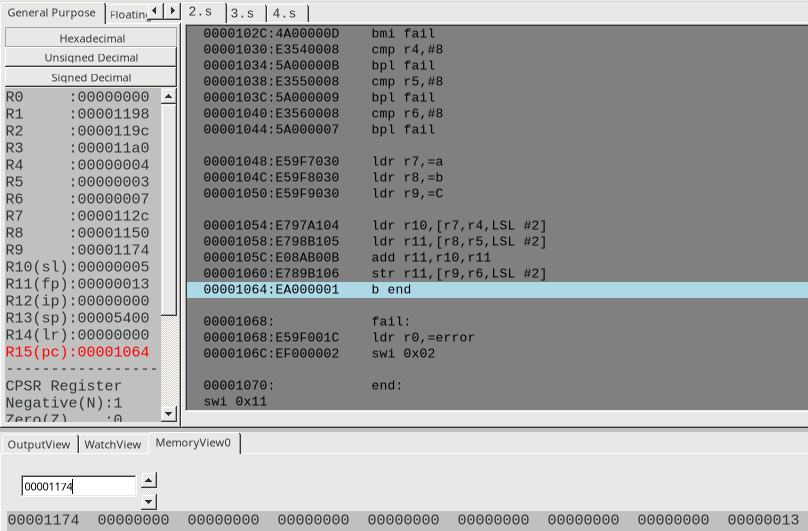 General Purpose Floating
2.s 3.s 4.s
Hexadecimal
Unsigned Decimal
Signed Decimal
R0 :00000000
R1 :00001198
R2 :0000119c
R3 :000011a0
R4 :00000004
R5 :00000003
R6 :00000007
R7 :0000112c
R8 :00001150
R9 :00001174
R10(sl):00000005
R11(fp):00000013
R12(ip):00000000
R13(sp):00005400
R14(lr):00000000
R15(pc):00001064
-----------------
CPSR Register
Negative(N):1
Zero(Z) :0
0000102C:4A00000D bmi fail
00001030:E3540008 cmp r4,#8
00001034:5A00000B bpl fail
00001038:E3550008 cmp r5,#8
0000103C:5A000009 bpl fail
00001040:E3560008 cmp r6,#8
00001044:5A000007 bpl fail
00001048:E59F7030 ldr r7,=a
0000104C:E59F8030 ldr r8,=b
00001050:E59F9030 ldr r9,=C
00001054:E797A104 ldr r10,[r7,r4,LSL #2]
00001058:E798B105 ldr r11,[r8,r5,LSL #2]
0000105C:E08AB00B add r11,r10,r11
00001060:E789B106 str r11,[r9,r6,LSL #2]
00001064:EA000001 b end
00001068: fail:
00001068:E59F001C ldr r0,=error
0000106C:EF000002 swi 0x02
00001070: end:
swi 0x11
OutputView WatchView MemoryView0
00001174
00001174 00000000 00000000 00000000 00000000 00000000 00000000 00000000 00000013